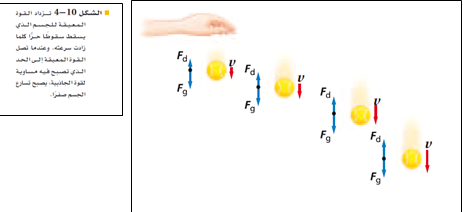 الشكل 10-4 تزداد القوة
المعيقة للجسم الذي
يسقط سقوطًا حرًّا كلما
زادت سرعته. وعندما تصل
القوة المعيقة إلى الحد
الذي تصبح فيه مساوية
لقوة الجاذبية، يصبح تسارع
الجسم صفرًا.
Fd
v
Fg
Fd
v
Fg
Fd
v
Fg
Fd
v
Fg